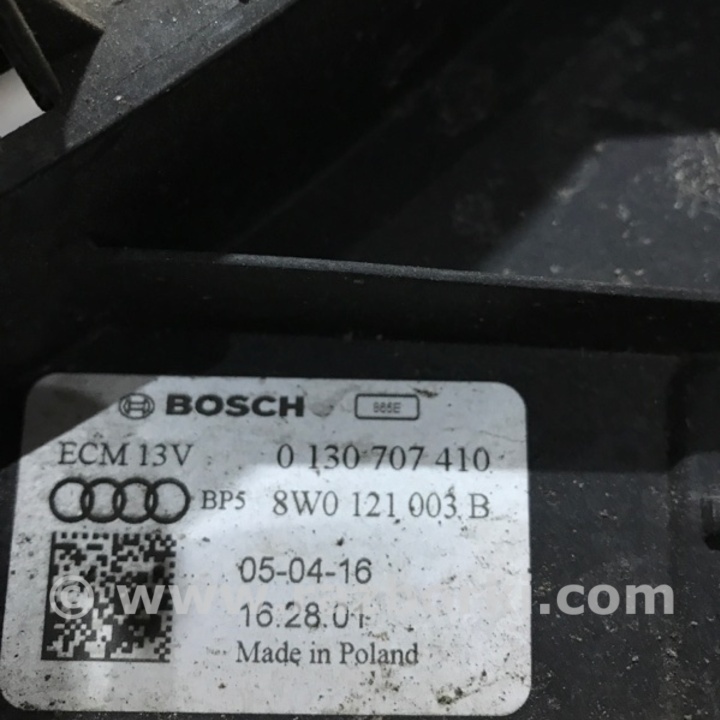 BOSCH 985E
ECM 13V 0 130 707 410
BP5 8W0 121 003 B
05-04-16
16.28.01
Made in Poland